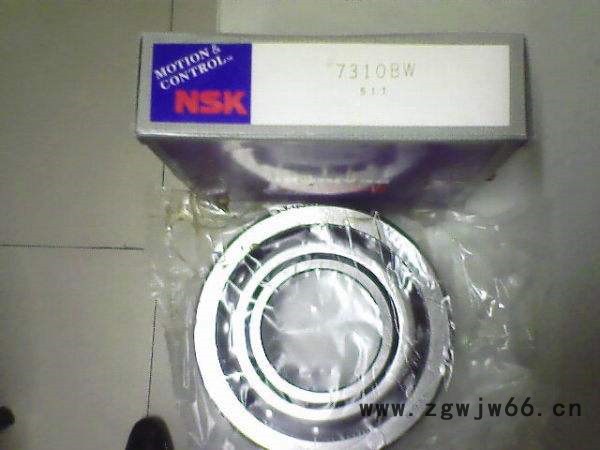 MOTION &
CONTROL
NSK
7310BW
www.zgwjw66.cn